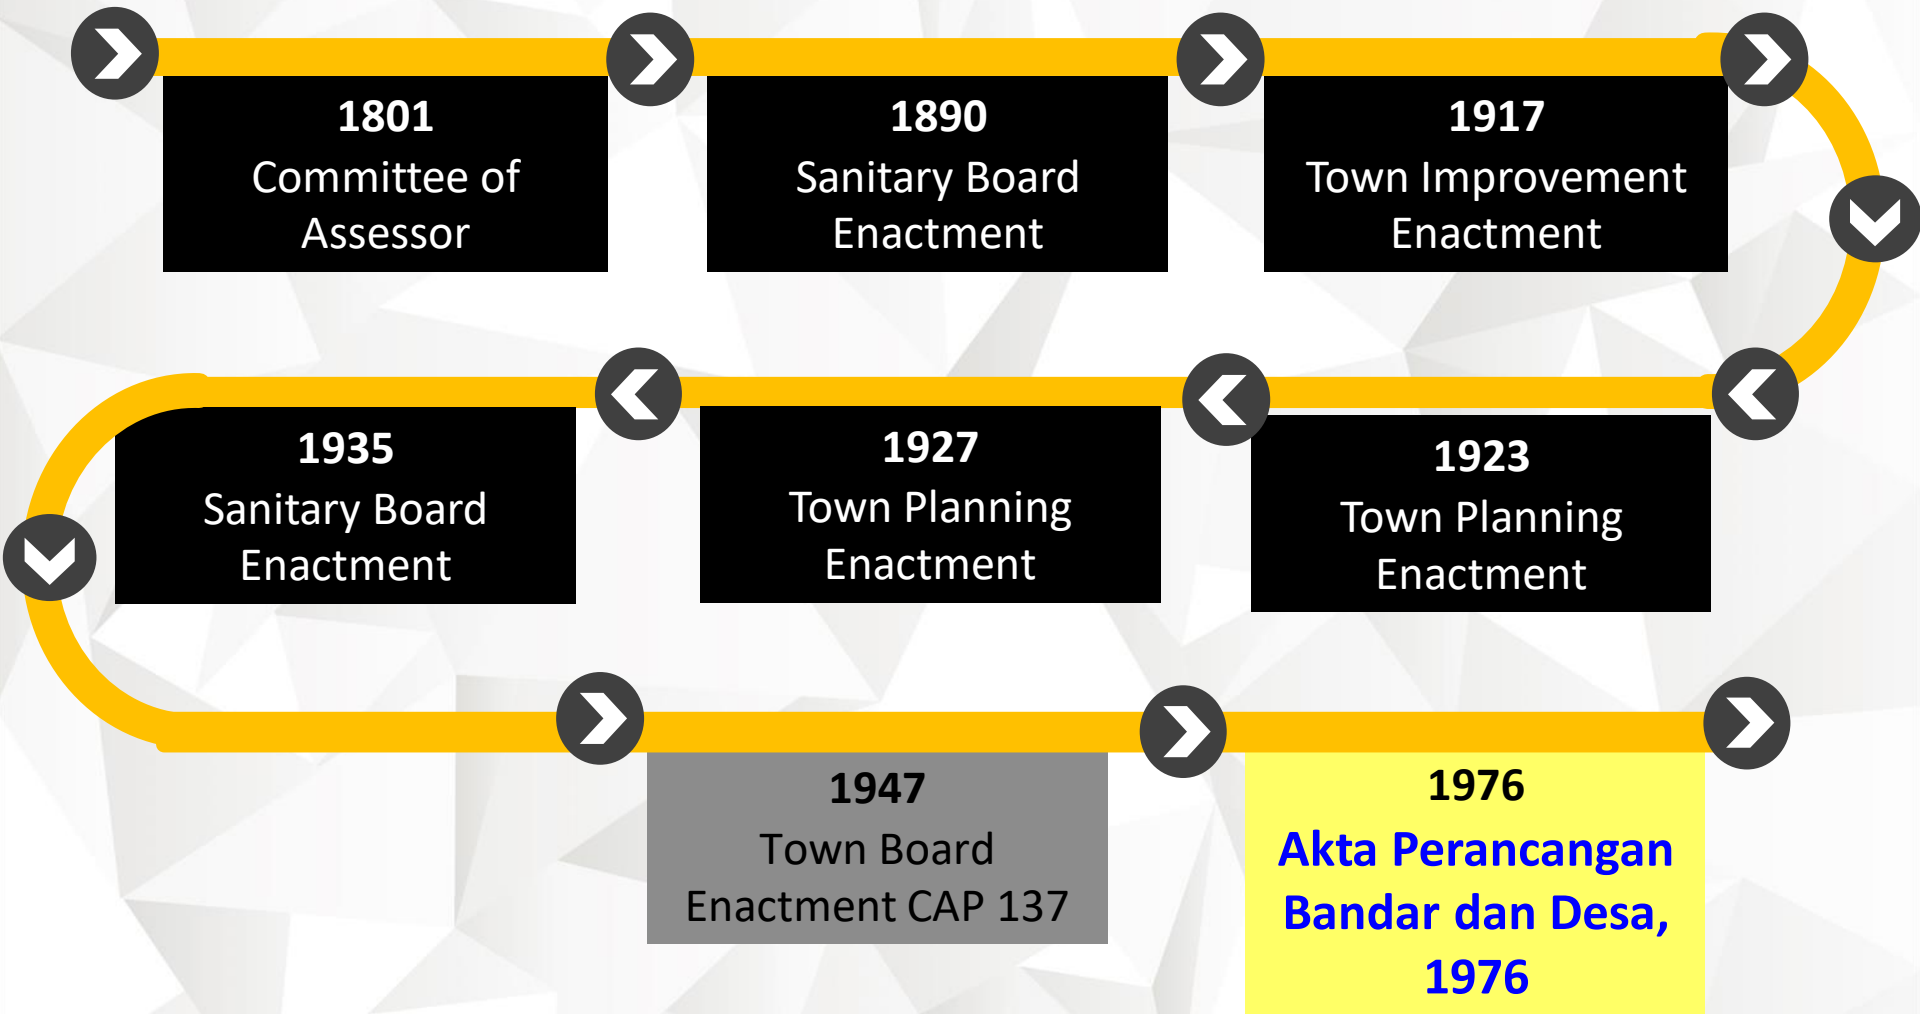 1801
Committee of
Assessor
1890
Sanitary Board
Enactment
1917
Town Improvement
Enactment
1923
Town Planning
Enactment
1927
Town Planning
Enactment
1935
Sanitary Board
Enactment
1947
Town Board
Enactment CAP 137
1976
Akta Perancangan
Bandar dan Desa,
1976